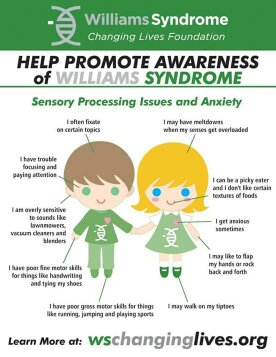 Williams Syndrome
Changing Lives Foundation
HELP PROMOTE AWARENESS
of WILLIAMS SYNDROME
Sensory Processing Issues and Anxiety
I often fixate
on certain topics
I may have meltdowns
when my senses get overloaded
I have trouble
focusing and
paying attention
I can be a picky eater
and I don't like certain
textures of foods
I am overly sensitive
to sounds like
lawnmowers,
vacuum cleaners and
blenders
I get anxious
sometimes
I may like to flap
my hands or rock
back and forth
I have poor fine motor skills
for things like handwriting
and tying my shoes
I have poor gross motor skills for things
like running, jumping and playing sports
I may walk on my tiptoes
Learn More at: wschanginglives.org